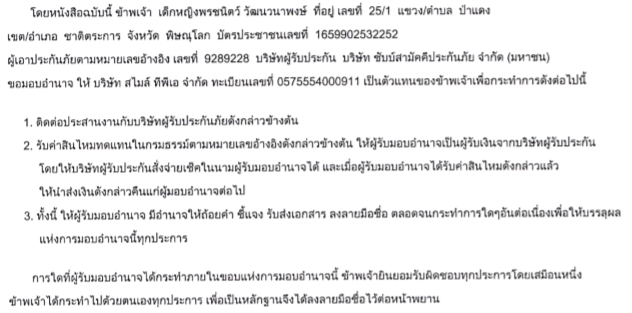 โดยหนังสือฉบับนี้ ข้าพเจ้า เด็กหญิงพรชนิตว์ วัฒนวนาพงษ์ ที่อยู่ เลขที่ 25/1 แขวง/ตำบล ป่าแดง
เขต/อำเภอ ชาติตระการ จังหวัด พิษณุโลก บัตรประชาชนเลขที่ 1659902532252
ผู้เอาประกันภัยตามหมายเลขอ้างอิง เลขที่ 9289228 บริษัทผู้รับประกัน บริษัท ชับบ์สามัคคีประกันภัย จำกัด (มหาชน)
ขอมอบอำนาจ ให้ บริษัท สไมล์ ทีพีเอ จำกัด ทะเบียนเลขที่ 0575554000911 เป็นตัวแทนของข้าพเจ้าเพื่อกระทำการดังต่อไปนี้
1. ติดต่อประสานงานกับบริษัทผู้รับประกันภัยดังกล่าวข้างต้น
2. รับค่าสินไหมทดแทนในกรมธรรม์ตามหมายเลขอ้างอิงดังกล่าวข้างต้น ให้ผู้รับมอบอำนาจเป็นผู้รับเงินจากบริษัทผู้รับประกัน
โดยให้บริษัทผู้รับประกันสั่งจ่ายเช็คในนามผู้รับมอบอำนาจได้ และเมื่อผู้รับมอบอำนาจได้รับค่าสินไหมดังกล่าวแล้ว
ให้นำส่งเงินดังกล่าวคืนแก่ผู้มอบอำนาจต่อไป
3. ทั้งนี้ ให้ผู้รับมอบอำนาจ มีอำนาจให้ถ้อยคำ ชี้แจง รับส่งเอกสาร ลงลายมือชื่อ ตลอดจนกระทำการใดๆอันต่อเนื่องเพื่อให้บรรลุผล
แห่งการมอบอำนาจนี้ทุกประการ
การใดที่ผู้รับมอบอำนาจได้กระทำภายในขอบแห่งการมอบอำนาจนี้ ข้าพเจ้ายินยอมรับผิดชอบทุกประการโดยเสมือนหนึ่ง
ข้าพเจ้าได้กระทำไปด้วยตนเองทุกประการ เพื่อเป็นหลักฐานจึงได้ลงลายมือชื่อไว้ต่อหน้าพยาน